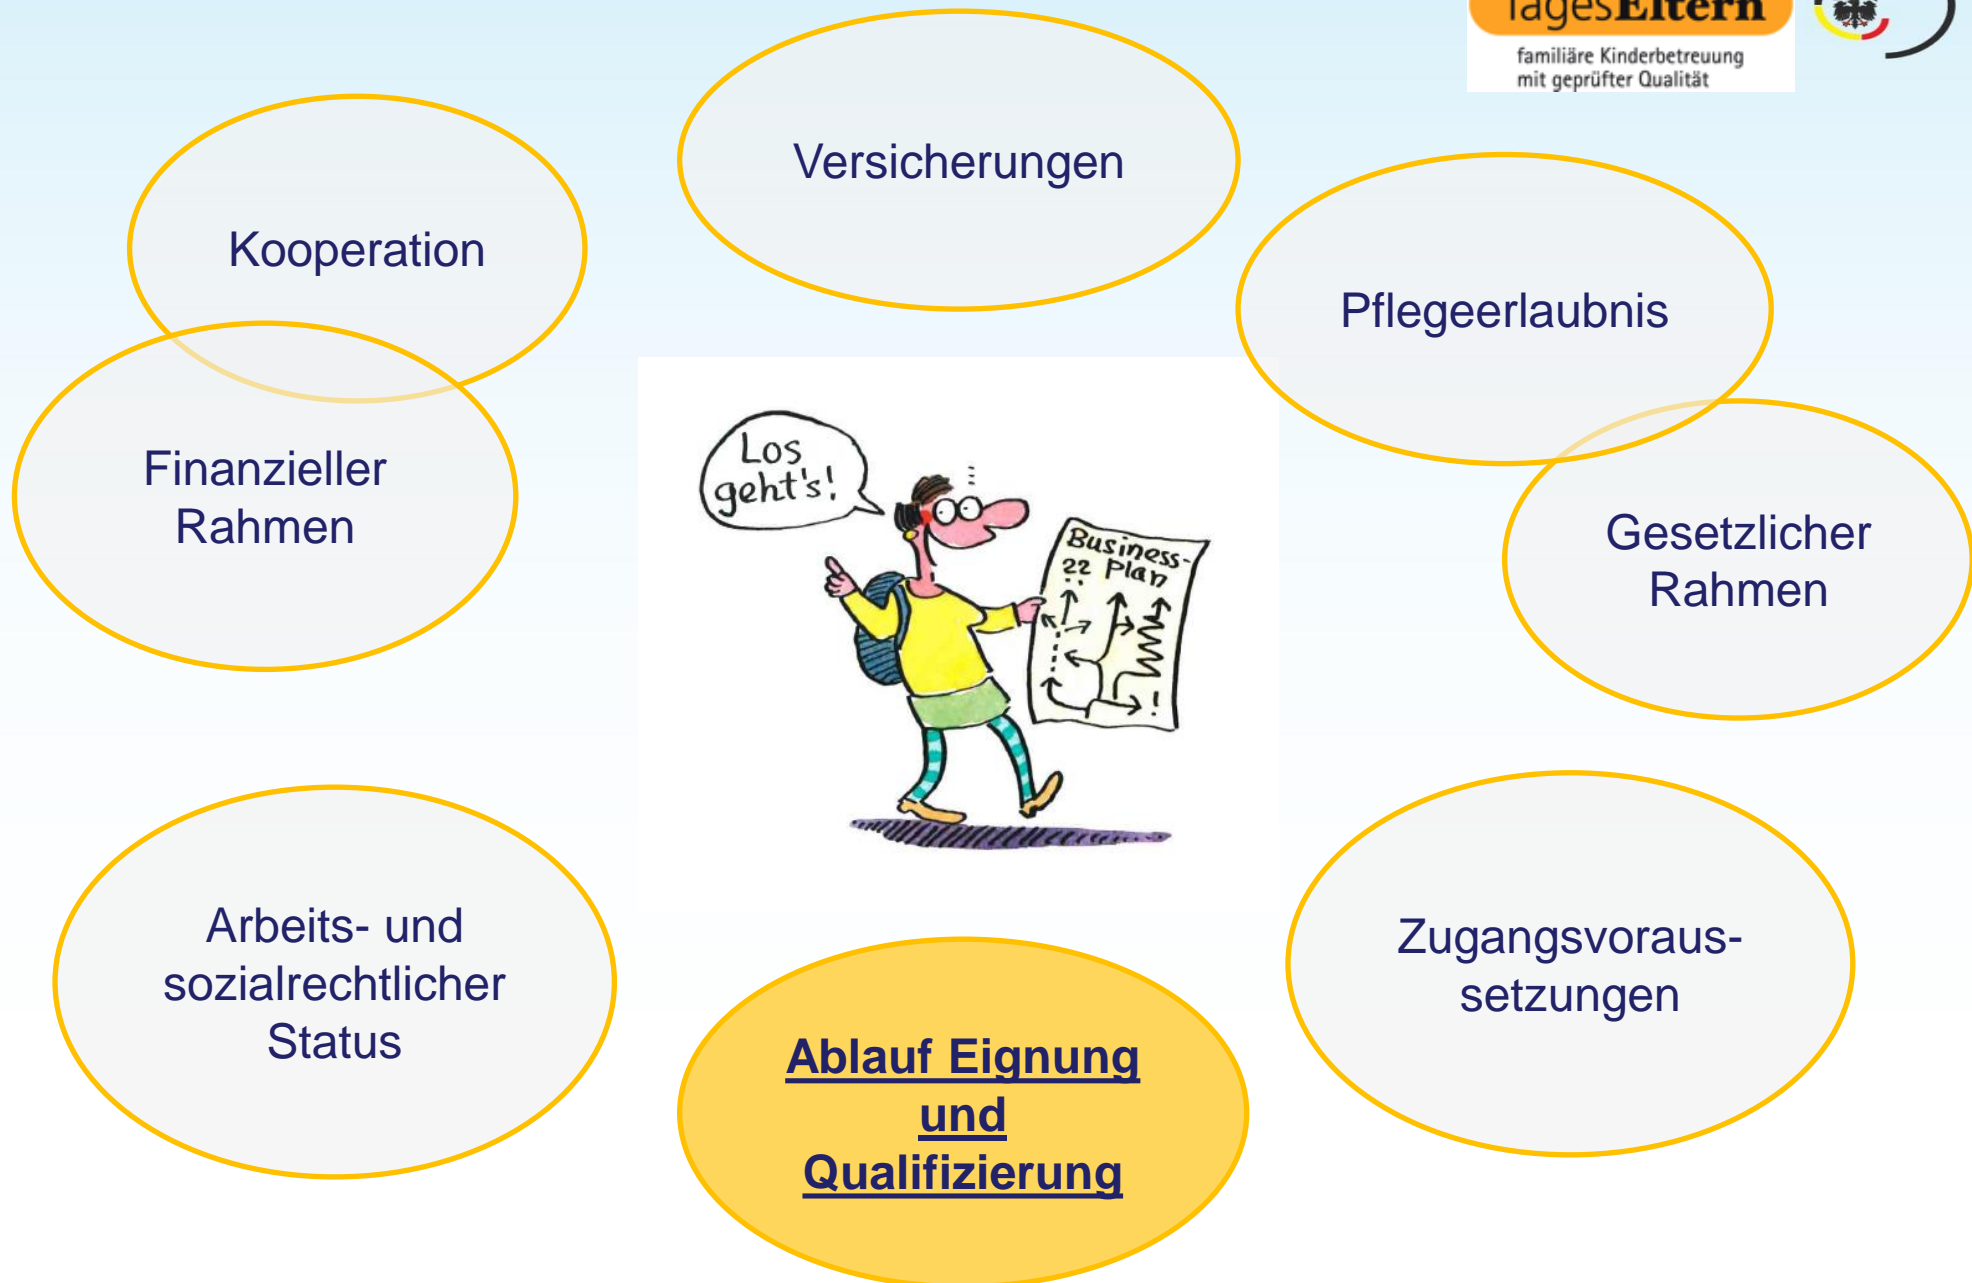 TagesEltern
familiäre Kinderbetreuung
mit geprüfter Qualität
Versicherungen
Kooperation
Pflegeerlaubnis
Finanzieller
Rahmen
Los
geht's!
Business-
?? Plan
!
Gesetzlicher
Rahmen
Arbeits- und
sozialrechtlicher
Status
Zugangsvoraus-
setzungen
Ablauf Eignung
und
Qualifizierung